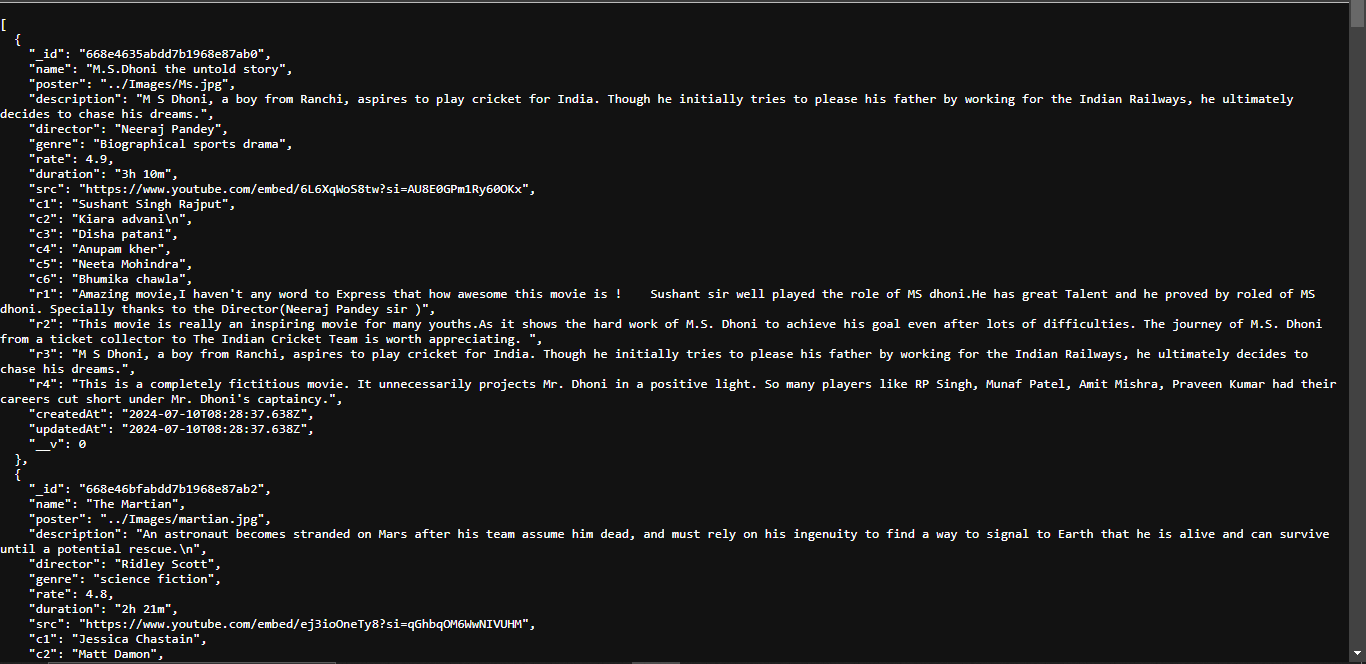 [
  {
    "_id": "668e4635abdd7b1968e87ab0",
    "name": "M.S.Dhoni the untold story",
    "poster": "../Images/Ms.jpg",
    "description": "M S Dhoni, a boy from Ranchi, aspires to play cricket for India. Though he initially tries to please his father by working for the Indian Railways, he ultimately
decides to chase his dreams.",
    "director": "Neeraj Pandey",
    "genre": "Biographical sports drama",
    "rate": 4.9,
    "duration": "3h 10m",
    "src": "https://www.youtube.com/embed/6L6XqWoS8tw?si=AU8E0GPm1Ry60OKx",
    "c1": "Sushant Singh Rajput",
    "c2": "Kiara advani\n",
    "c3": "Disha patani",
    "c4": "Anupam kher",
    "c5": "Neeta Mohindra",
    "c6": "Bhumika chawla",
    "r1": "Amazing movie,I haven't any word to Express that how awesome this movie is !    Sushant sir well played the role of MS dhoni.He has great Talent and he proved by roled of MS
dhoni. Specially thanks to the Director(Neeraj Pandey sir )",
    "r2": "This movie is really an inspiring movie for many youths.As it shows the hard work of M.S. Dhoni to achieve his goal even after lots of difficulties. The journey of M.S. Dhoni
from a ticket collector to The Indian Cricket Team is worth appreciating. ",
    "r3": "M S Dhoni, a boy from Ranchi, aspires to play cricket for India. Though he initially tries to please his father by working for the Indian Railways, he ultimately decides to
chase his dreams.",
    "r4": "This is a completely fictitious movie. It unnecessarily projects Mr. Dhoni in a positive light. So many players like RP Singh, Munaf Patel, Amit Mishra, Praveen Kumar had their
careers cut short under Mr. Dhoni's captaincy.",
    "createdAt": "2024-07-10T08:28:37.638Z",
    "updatedAt": "2024-07-10T08:28:37.638Z",
    "__v": 0
  },
  {
    "_id": "668e46bfabdd7b1968e87ab2",
    "name": "The Martian",
    "poster": "../Images/martian.jpg",
    "description": "An astronaut becomes stranded on Mars after his team assume him dead, and must rely on his ingenuity to find a way to signal to Earth that he is alive and can survive
until a potential rescue.\n",
    "director": "Ridley Scott",
    "genre": "science fiction",
    "rate": 4.8,
    "duration": "2h 21m",
    "src": "https://www.youtube.com/embed/ej3ioOneTy8?si=qGhbqOM6WwNIVUHM",
    "c1": "Jessica Chastain",
    "c2": "Matt Damon",